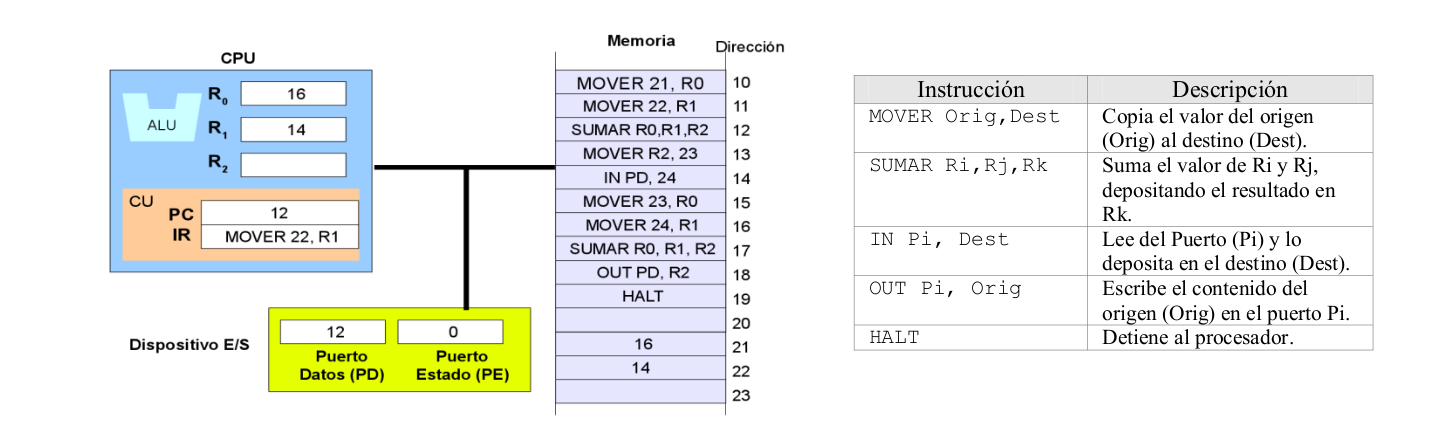 CPU
R0 16
ALU
R1 14
R2
CU
PC 12
IR MOVER 22, R1
Dispositivo E/S
12 0
Puerto Puerto
Datos (PD) Estado (PE)
Memoria Dirección
MOVER 21, R0 10
MOVER 22, R1 11
SUMAR R0,R1,R2 12
MOVER R2, 23 13
IN PD, 24 14
MOVER 23, R0 15
MOVER 24, R1 16
SUMAR R0, R1, R2 17
OUT PD, R2 18
HALT 19
20
16 21
14 22
23
Instrucción Descripción
MOVER Orig,Dest Copia el valor del origen
(Orig) al destino (Dest).
SUMAR Ri,Rj,Rk Suma el valor de Ri y Rj,
depositando el resultado en
Rk.
IN Pi, Dest Lee del Puerto (Pi) y lo
deposita en el destino (Dest).
OUT Pi, Orig Escribe el contenido del
origen (Orig) en el puerto Pi.
HALT Detiene al procesador.